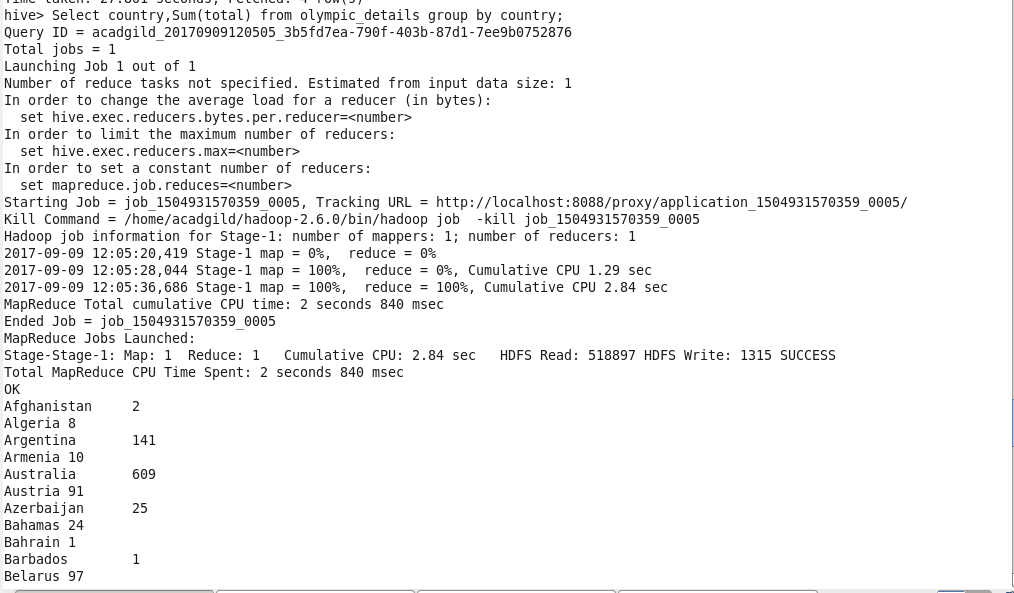 Time taken: 27.801 seconds, Fetched: 4 row(s)
hive> Select country,Sum(total) from olympic_details group by country;
Query ID = acadgild_20170909120505_3b5fd7ea-790f-403b-87d1-7ee9b0752876
Total jobs = 1
Launching Job 1 out of 1
Number of reduce tasks not specified. Estimated from input data size: 1
In order to change the average load for a reducer (in bytes):
  set hive.exec.reducers.bytes.per.reducer=<number>
In order to limit the maximum number of reducers:
  set hive.exec.reducers.max=<number>
In order to set a constant number of reducers:
  set mapreduce.job.reduces=<number>
Starting Job = job_1504931570359_0005, Tracking URL = http://localhost:8088/proxy/application_1504931570359_0005/
Kill Command = /home/acadgild/hadoop-2.6.0/bin/hadoop job  -kill job_1504931570359_0005
Hadoop job information for Stage-1: number of mappers: 1; number of reducers: 1
2017-09-09 12:05:20,419 Stage-1 map = 0%,  reduce = 0%
2017-09-09 12:05:28,044 Stage-1 map = 100%,  reduce = 0%, Cumulative CPU 1.29 sec
2017-09-09 12:05:36,686 Stage-1 map = 100%,  reduce = 100%, Cumulative CPU 2.84 sec
MapReduce Total cumulative CPU time: 2 seconds 840 msec
Ended Job = job_1504931570359_0005
MapReduce Jobs Launched:
Stage-Stage-1: Map: 1  Reduce: 1   Cumulative CPU: 2.84 sec   HDFS Read: 518897 HDFS Write: 1315 SUCCESS
Total MapReduce CPU Time Spent: 2 seconds 840 msec
OK
Afghanistan     2
Algeria 8
Argentina       141
Armenia 10
Australia       609
Austria 91
Azerbaijan      25
Bahamas 24
Bahrain 1
Barbados        1
Belarus 97